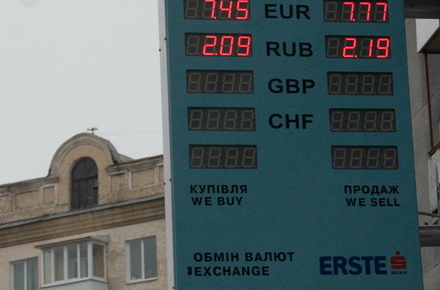 7.45 EUR 7.77
2.09 RUB 2.19
GBP
CHF
КУПІВЛЯ ПРОДАЖ
WE BUY WE SELL
ОБМІН ВАЛЮТ
EXCHANGE
ERSTE BANK